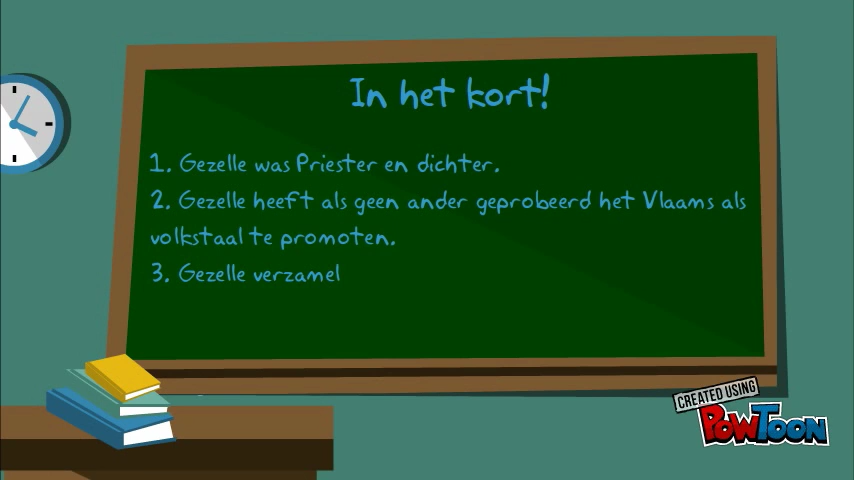 In het kort!
1. Gezelle was Priester en dichter.
2. Gezelle heeft als geen ander geprobeerd het Vlaams als
volkstaal te promoten.
3. Gezelle verzamel
CREATED USING
POWTOON